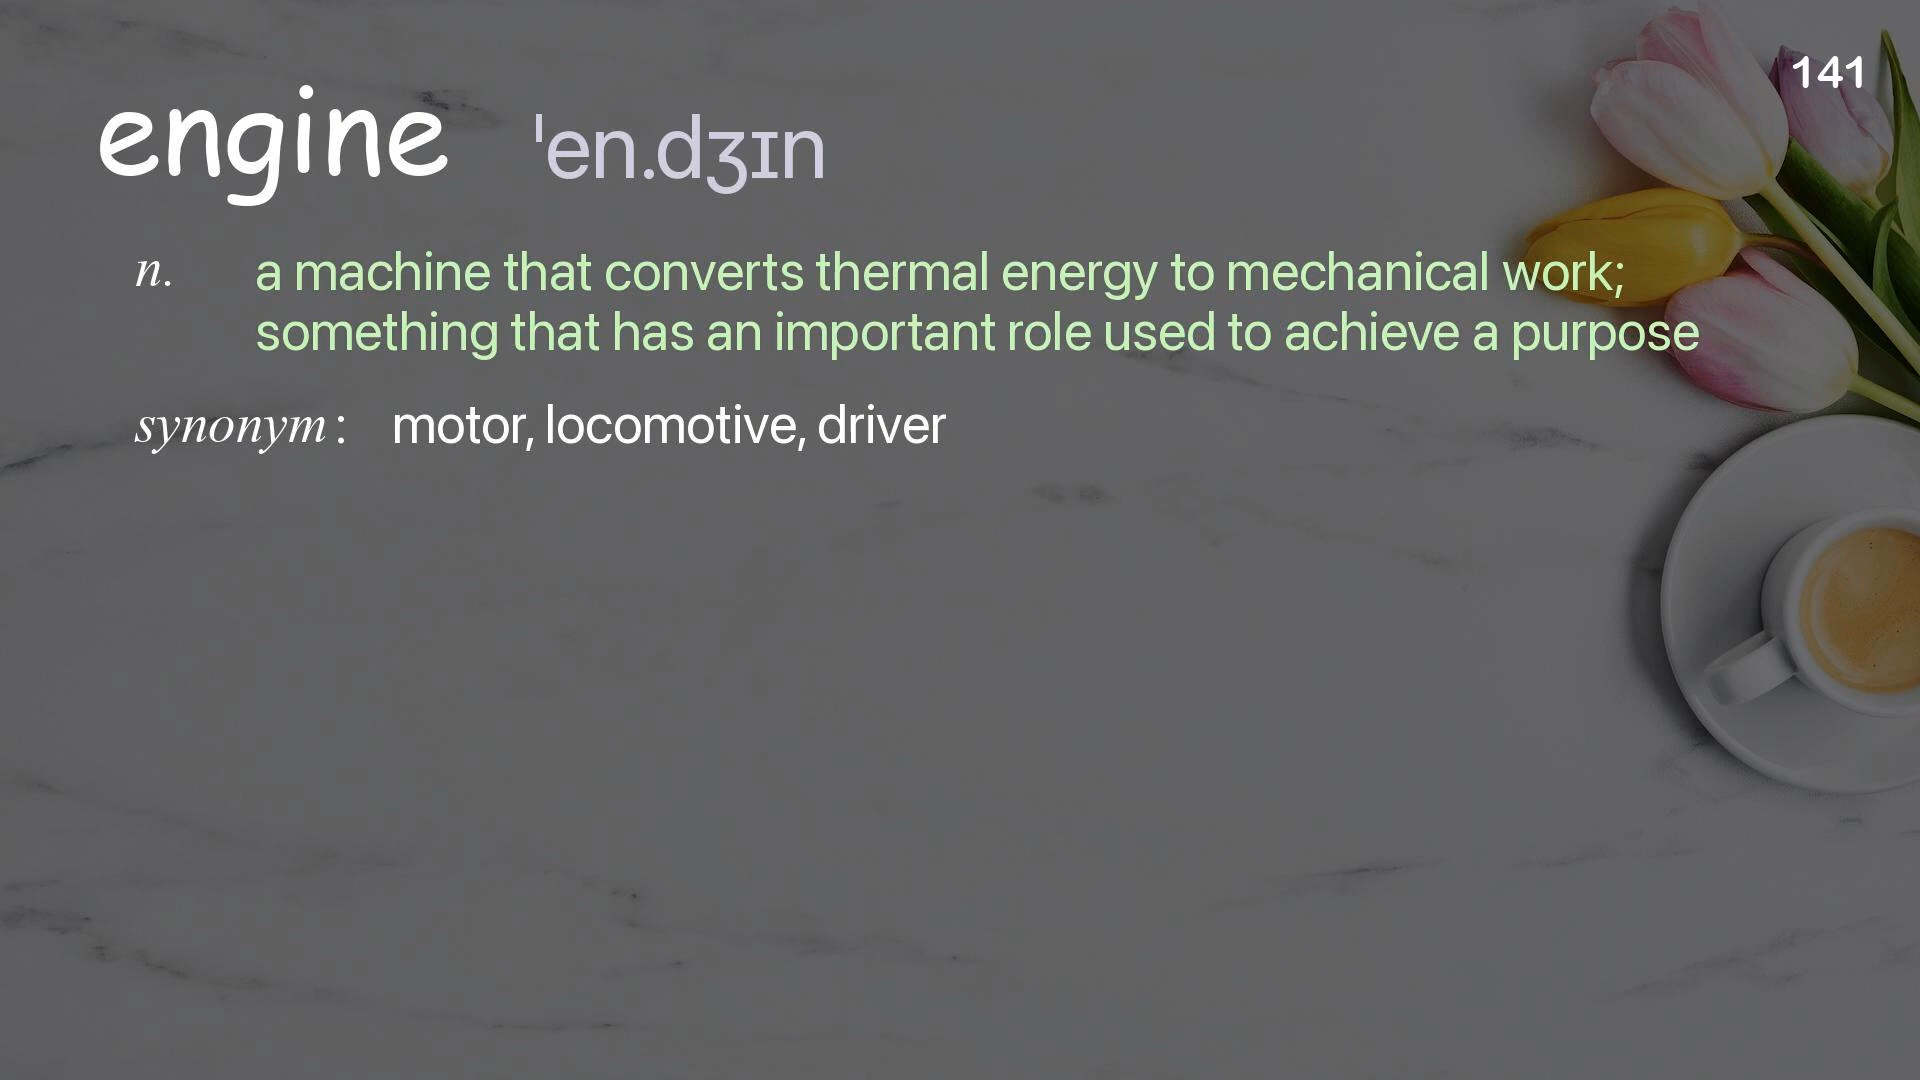 141
engine ˈen.dʒɪn
n. a machine that converts thermal energy to mechanical work;
something that has an important role used to achieve a purpose
synonym: motor, locomotive, driver